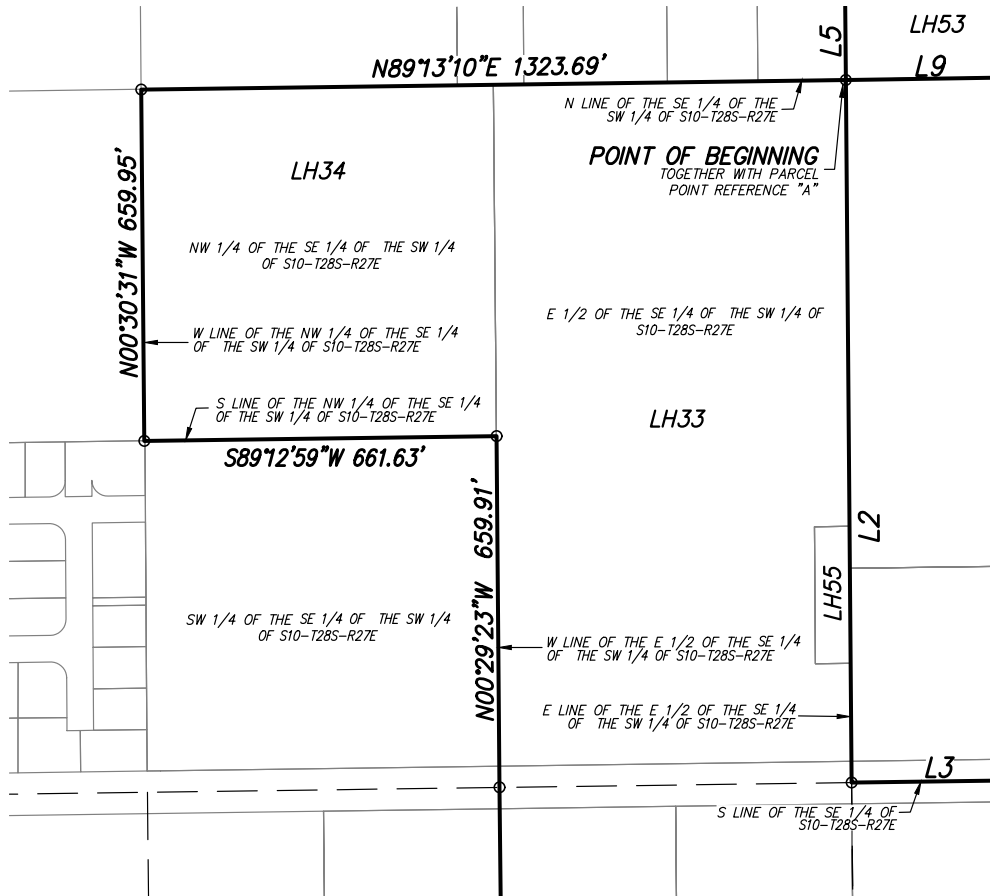 LH53
L5
L9
N89°13'10"E 1323.69'
N LINE OF THE SE 1/4 OF THE
SW 1/4 OF S10-T28S-R27E
POINT OF BEGINNING
TOGETHER WITH PARCEL
POINT REFERENCE "A"
LH34
N00°30'31"W 659.95'
NW 1/4 OF THE SE 1/4 OF THE SW 1/4
OF S10-T28S-R27E
E 1/2 OF THE SE 1/4 OF THE SW 1/4 OF
S10-T28S-R27E
W LINE OF THE NW 1/4 OF THE SE 1/4
OF THE SW 1/4 OF S10-T28S-R27E
S LINE OF THE NW 1/4 OF THE SE 1/4
OF THE SW 1/4 OF S10-T28S-R27E
LH33
S89°12'59"W 661.63'
N00°29'23"W 659.91'
L2
LH55
SW 1/4 OF THE SE 1/4 OF THE SW 1/4
OF S10-T28S-R27E
W LINE OF THE E 1/2 OF THE SE 1/4
OF THE SW 1/4 OF S10-T28S-R27E
E LINE OF THE E 1/2 OF THE SE 1/4
OF THE SW 1/4 OF S10-T28S-R27E
L3
S LINE OF THE SE 1/4 OF
S10-T28S-R27E